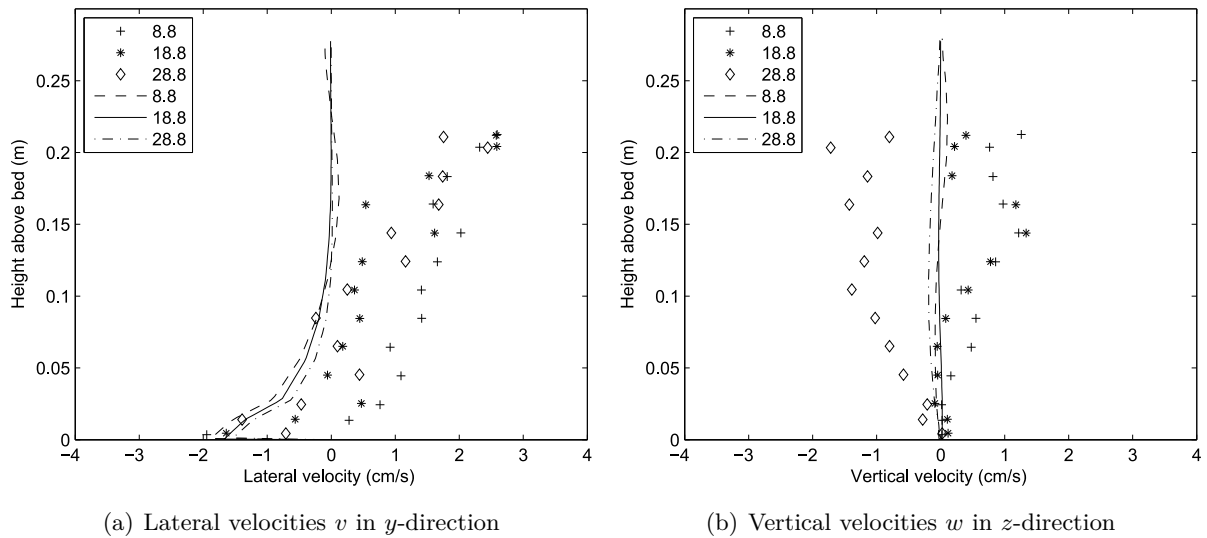 (a)
(b)
8.8
18.8
28.8
8.8
18.8
28.8
0.25
0.2
0.15
0.1
0.05
0
Height above bed (m)
−4 −3 −2 −1 0 1 2 3 4
Lateral velocity (cm/s)
8.8
18.8
28.8
8.8
18.8
28.8
0.25
0.2
0.15
0.1
0.05
0
Height above bed (m)
−4 −3 −2 −1 0 1 2 3 4
Vertical velocity (cm/s)
(a) Lateral velocities v in y-direction
(b) Vertical velocities w in z-direction